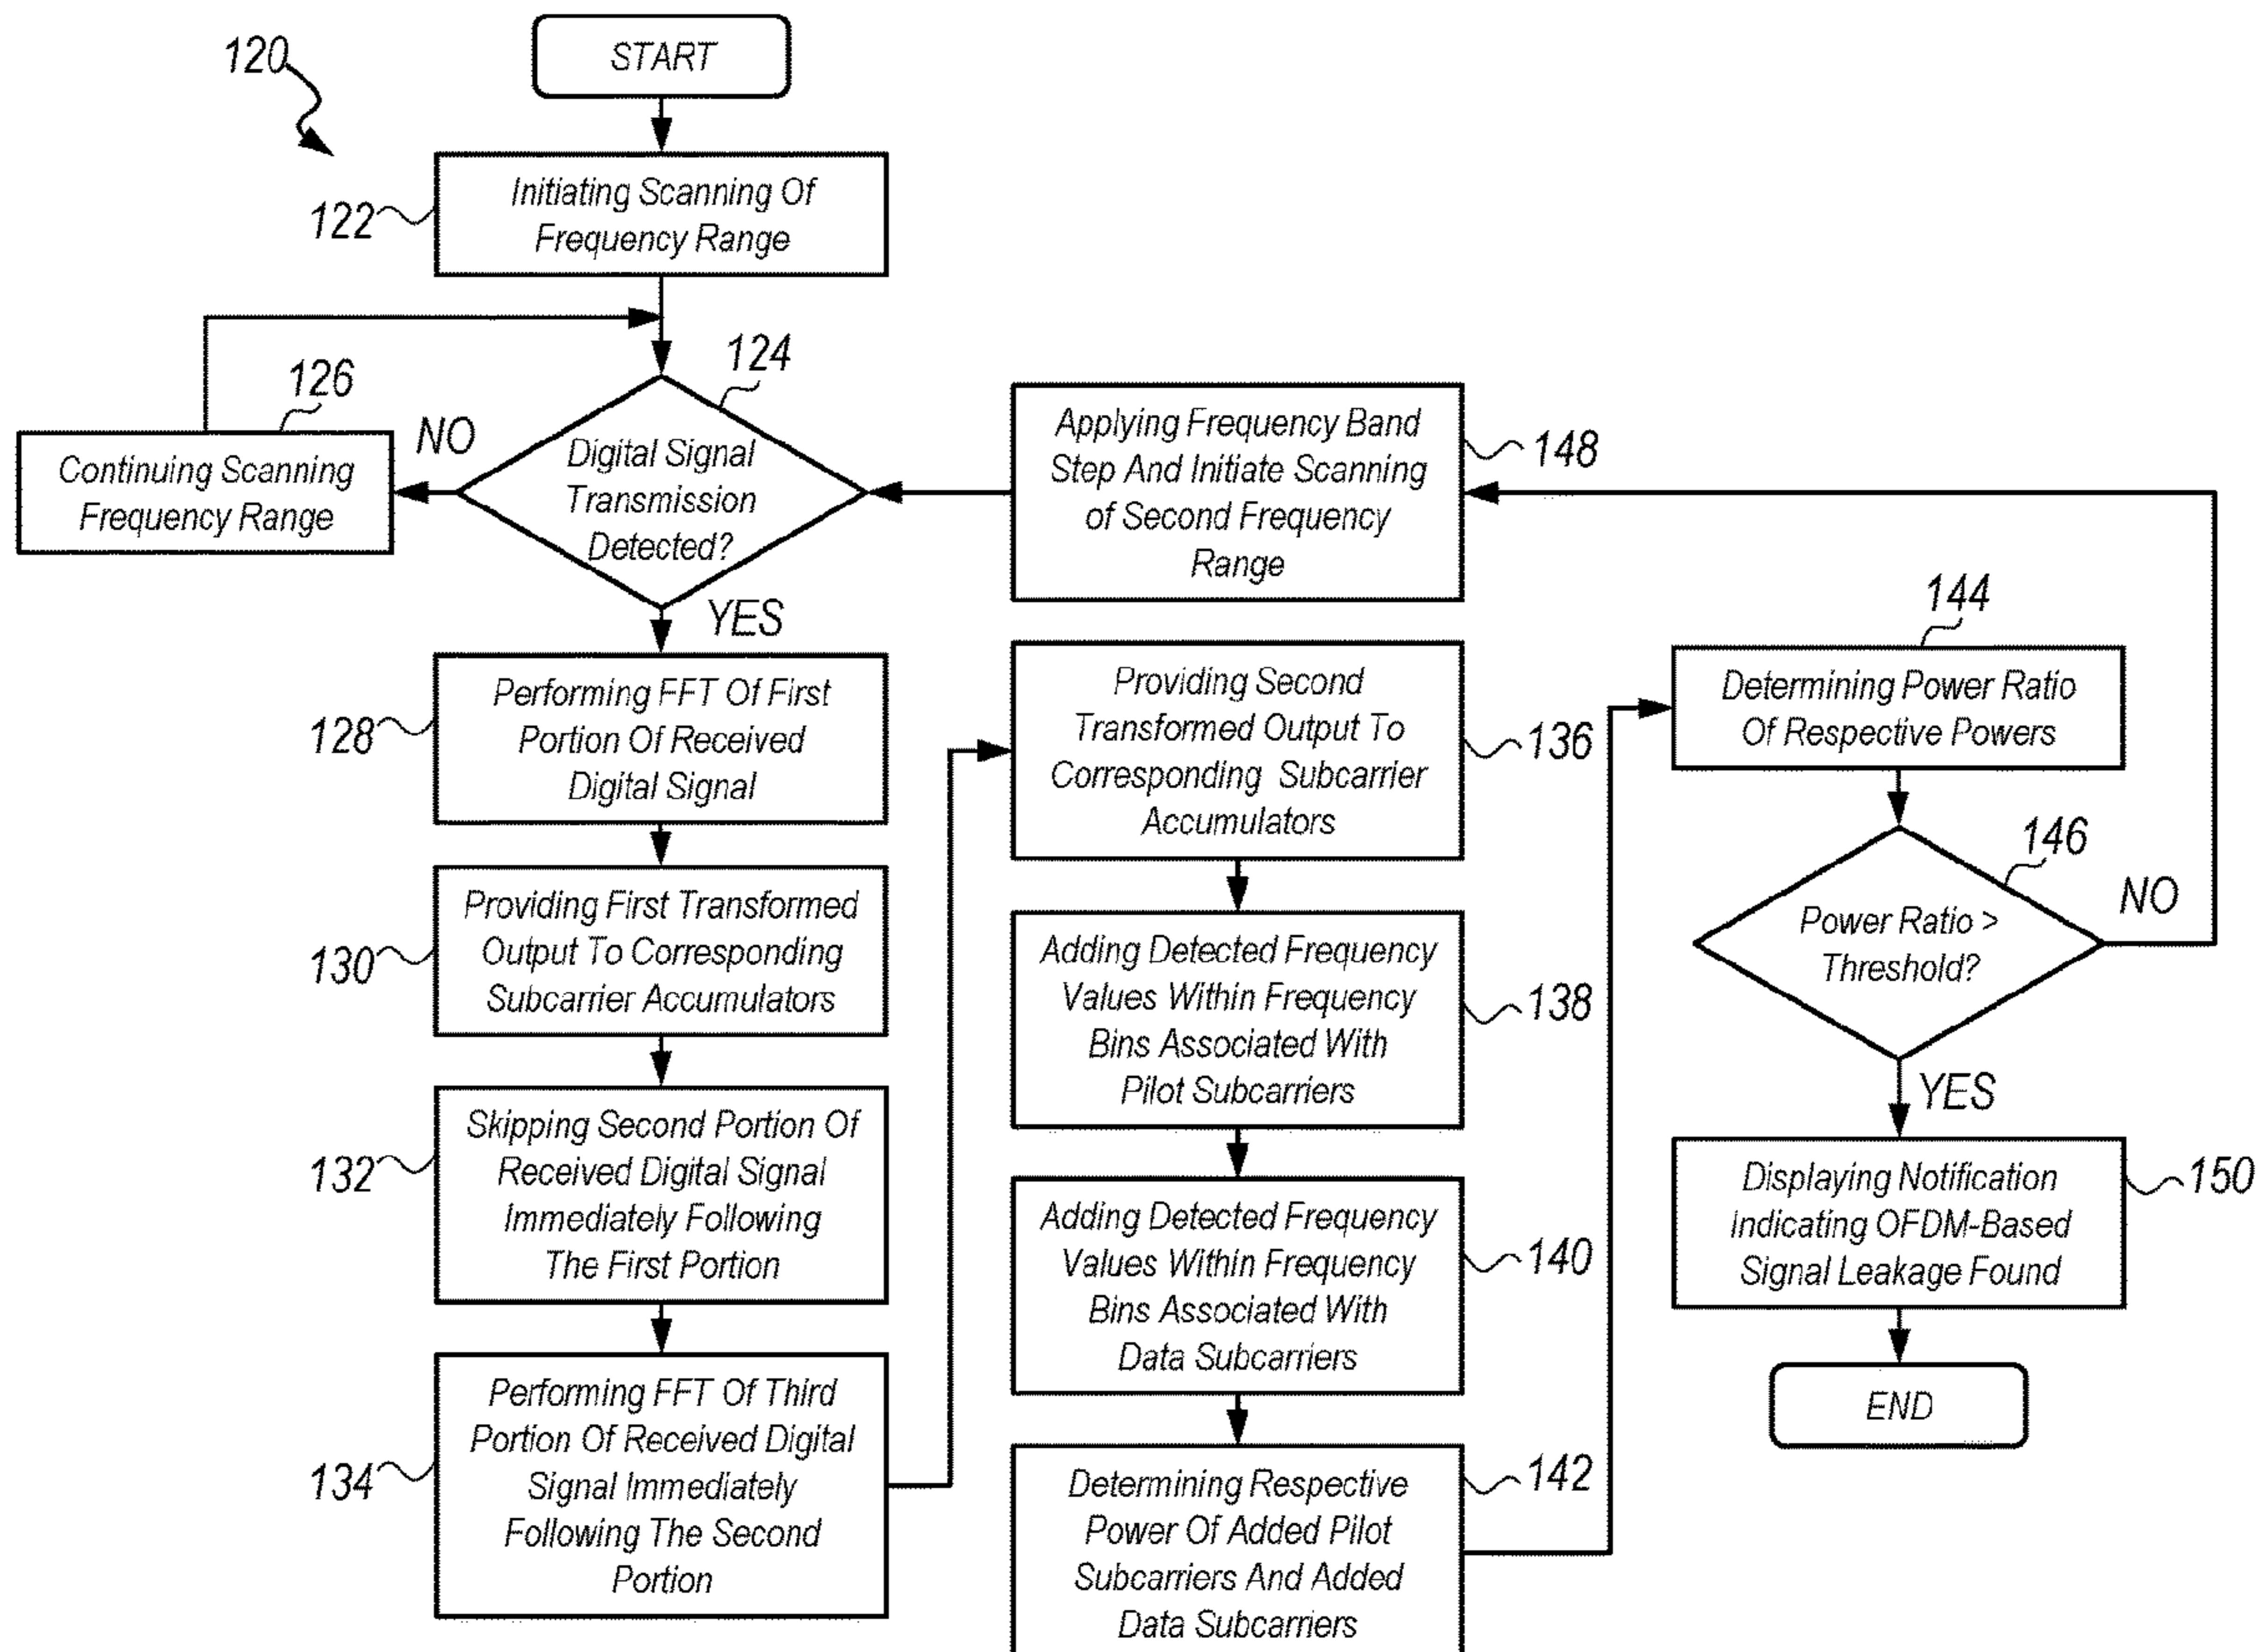 120
START
122
Initiating Scanning Of
Frequency Range
124
126
NO
Continuing Scanning
Frequency Range
Digital Signal
Transmission
Detected?
YES
148
Applying Frequency Band
Step And Initiate Scanning
of Second Frequency
Range
128
Performing FFT Of First
Portion Of Received
Digital Signal
130
Providing First Transformed
Output To Corresponding
Subcarrier Accumulators
132
Skipping Second Portion Of
Received Digital Signal
Immediately Following
The First Portion
134
Performing FFT Of Third
Portion Of Received Digital
Signal Immediately
Following The Second
Portion
136
Providing Second
Transformed Output To
Corresponding Subcarrier
Accumulators
138
Adding Detected Frequency
Values Within Frequency
Bins Associated With
Pilot Subcarriers
140
Adding Detected Frequency
Values Within Frequency
Bins Associated With
Data Subcarriers
142
Determining Respective
Power Of Added Pilot
Subcarriers And Added
Data Subcarriers
144
Determining Power Ratio
Of Respective Powers
146
Power Ratio >
Threshold?
NO
YES
150
Displaying Notification
Indicating OFDM-Based
Signal Leakage Found
END